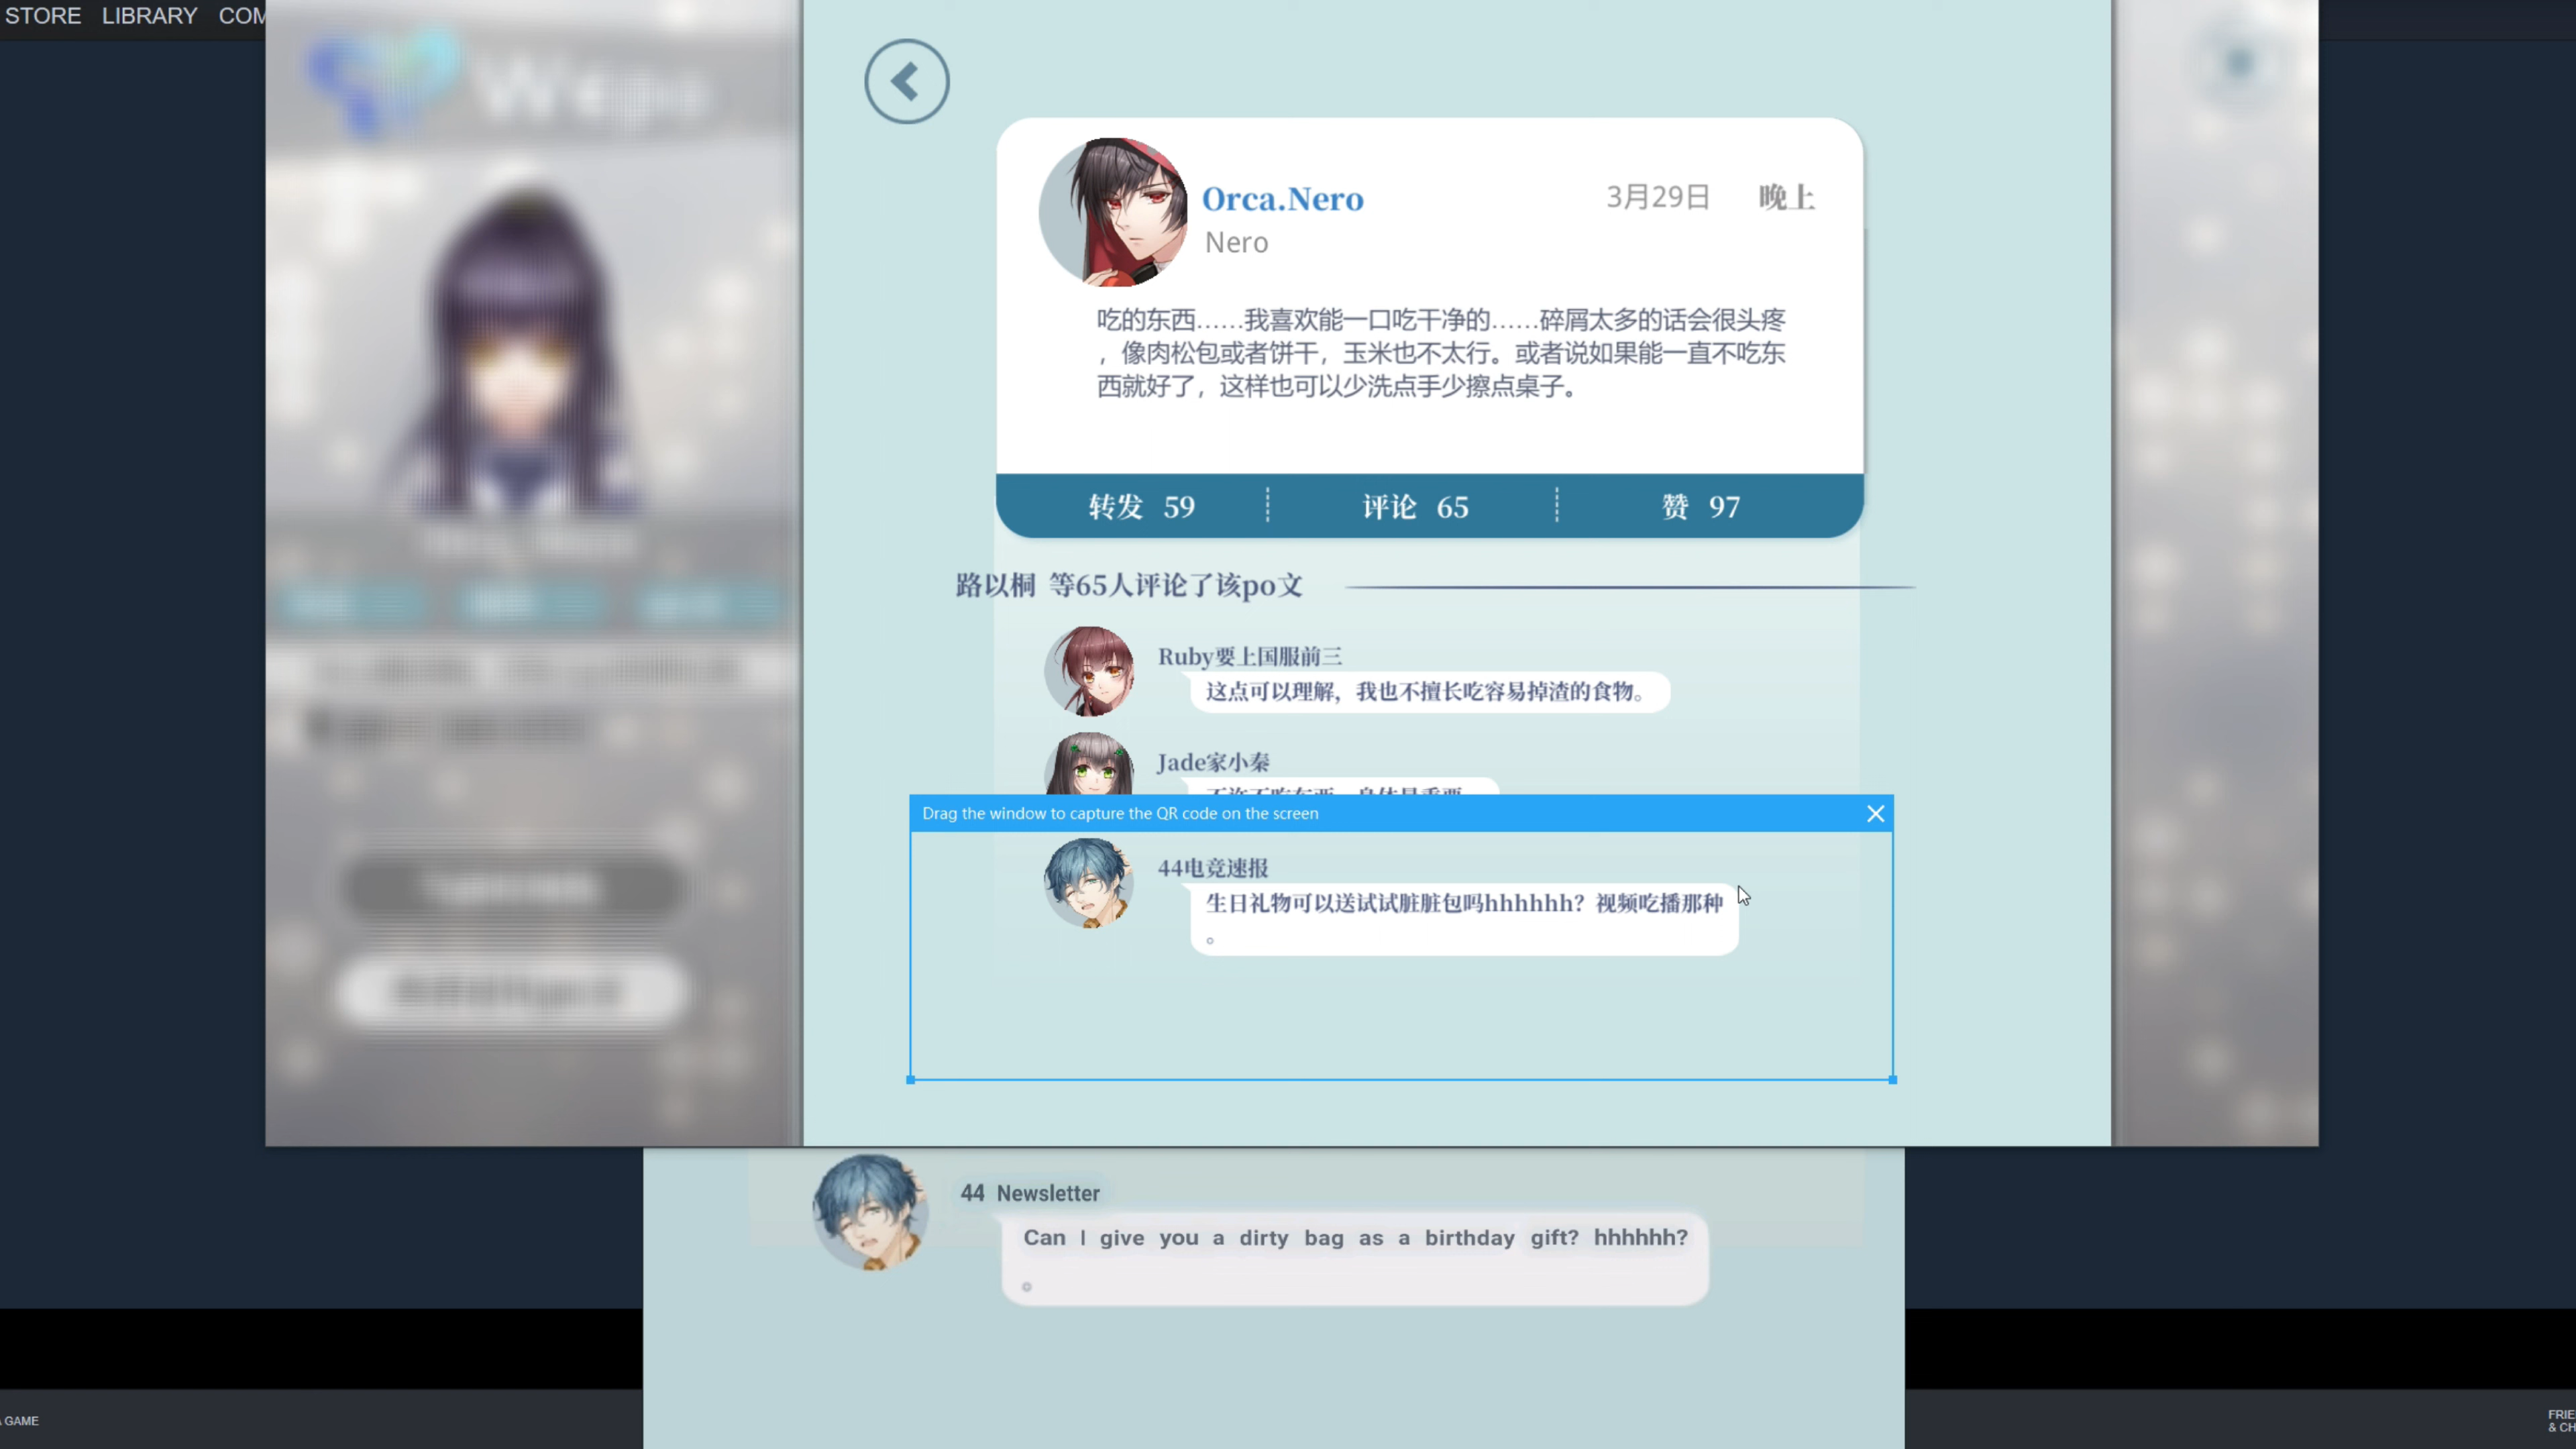 STORE LIBRARY COM
Orca.Nero
3月29日 晚上
Nero
吃的东西……我喜欢能一口吃干净的……碎屑太多的话会很头疼
，像肉松包或者饼干，玉米也不太行。或者说如果能一直不吃东
西就好了，这样也可以少洗点手少擦点桌子。
转发 59 评论 65 赞 97
路以桐 等65人评论了该po文
Ruby要上国服前三
这点可以理解，我也不擅长吃容易掉渣的食物。
Jade家小秦
Drag the window to capture the QR code on the screen
44电竞速报
生日礼物可以送试试脏脏包吗hhhhhh？视频吃播那种
。
44 Newsletter
Can I give you a dirty bag as a birthday gift? hhhhhh?
。
GAME
FRIE
& CH